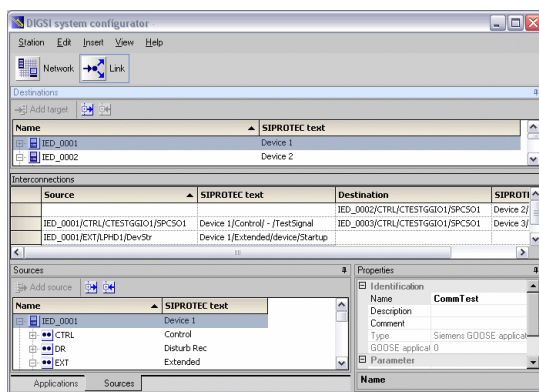 DIGSI system configurator
Station Edit Insert View Help
Network Link
Destinations
Add target
Name SIPROTEC text
IED_0001 Device 1
IED_0002 Device 2
Interconnections
Source SIPROTEC text Destination SIPROTE
IED_0002/CTRL/CTESTGGIO1/SPCSO1 Device 2/
IED_0001/CTRL/CTESTGGIO1/SPCSO1 Device 1/Control/ - /TestSignal IED_0003/CTRL/CTESTGGIO1/SPCSO1 Device 3/
IED_0001/EXT/LPHD1/DevStr Device 1/Extended/device/Startup
Sources
Add source
Name SIPROTEC text
IED_0001 Device 1
CTRL Control
DR Disturb Rec
EXT Extended
Applications Sources
Properties
Identification
Name CommTest
Description
Comment
Type Siemens GOOSE applicat
GOOSE applicat 0
Parameter
Name